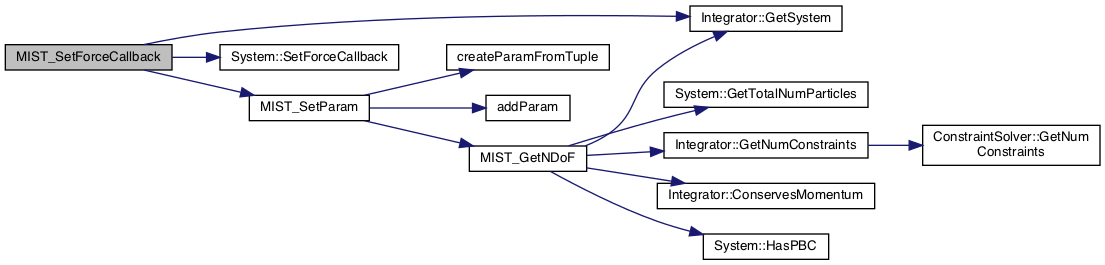 MIST_SetForceCallback
Integrator::GetSystem
System::SetForceCallback
MIST_SetParam
createParamFromTuple
addParam
MIST_GetNDoF
System::GetTotalNumParticles
Integrator::GetNumConstraints
ConstraintSolver::GetNum
Constraints
Integrator::ConservesMomentum
System::HasPBC